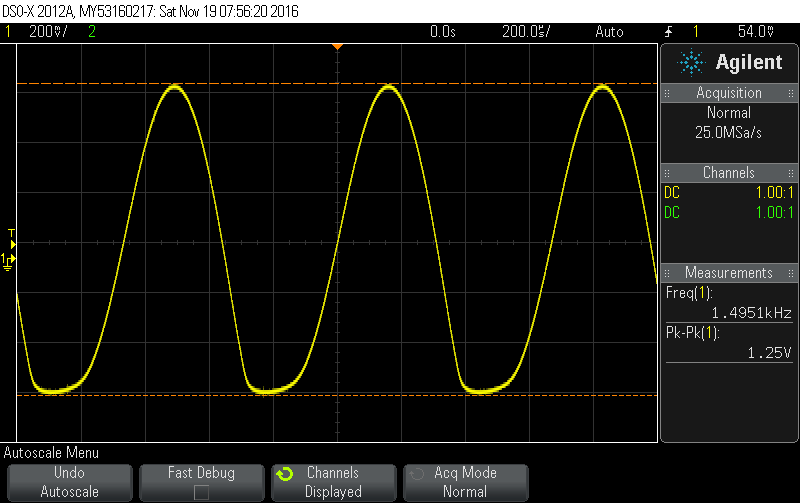 DSO-X 2012A, MY53160217: Sat Nov 19 07:56:20 2016
1 200㎷/ 2 0.0s 200.0㎲/ Auto 1 54.0㎷
Agilent
Acquisition
Normal
25.0MSa/s
Channels
DC 1.00:1
DC 1.00:1
T
1
Measurements
Freq(1):
1.4951kHz
Pk-Pk(1):
1.25V
Autoscale Menu
Undo
Autoscale
Fast Debug
Channels
Displayed
Acq Mode
Normal